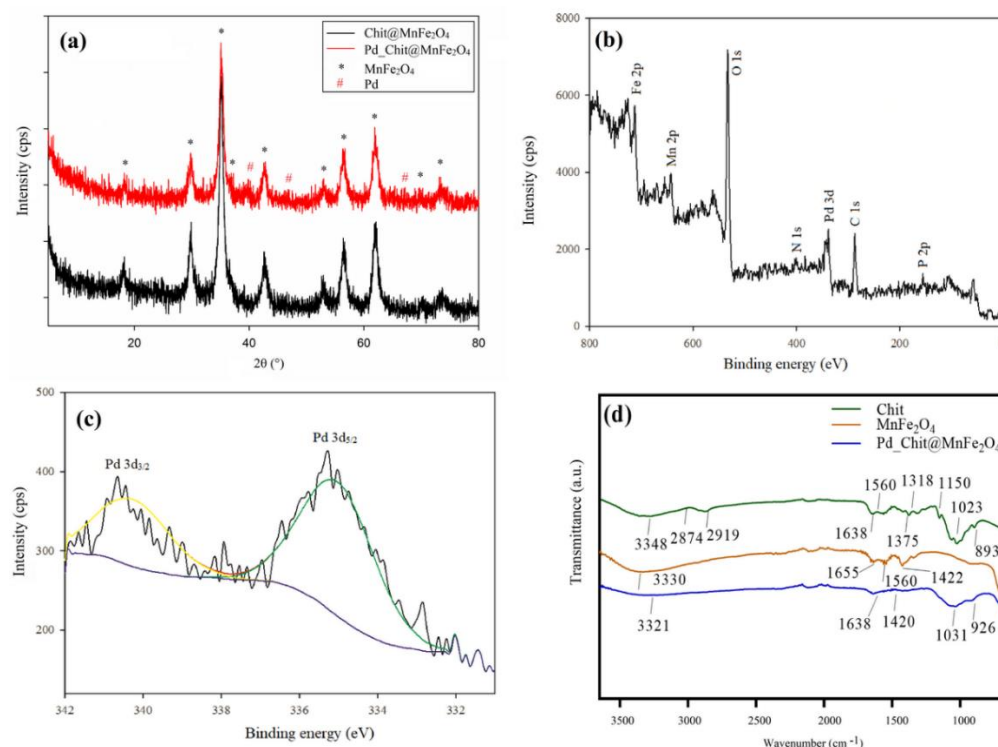 (a)
Chit@MnFe₂O₄
Pd_Chit@MnFe₂O₄
* MnFe₂O₄
# Pd
* * * * # * # * * * # * *
Intensity (cps)
20 40 60 80
2θ (°)
(b)
8000
6000
4000
2000
0
Intensity (cps)
Fe 2p
Mn 2p
O 1s
N 1s
Pd 3d
C 1s
P 2p
800 600 400 200
Binding energy (eV)
(c)
500
400
300
200
Intensity (cps)
Pd 3d3/2
Pd 3d5/2
342 340 338 336 334 332
Binding energy (eV)
(d)
Chit
MnFe₂O₄
Pd_Chit@MnFe₂O₄
Transmittance (a.u.)
1560 1318 1150
1023
3348 2874 2919 1638 1375 893
3330 1655 1560 1422
3321 1638 1420 1031 926
3500 3000 2500 2000 1500 1000
Wavenumber (cm⁻¹)